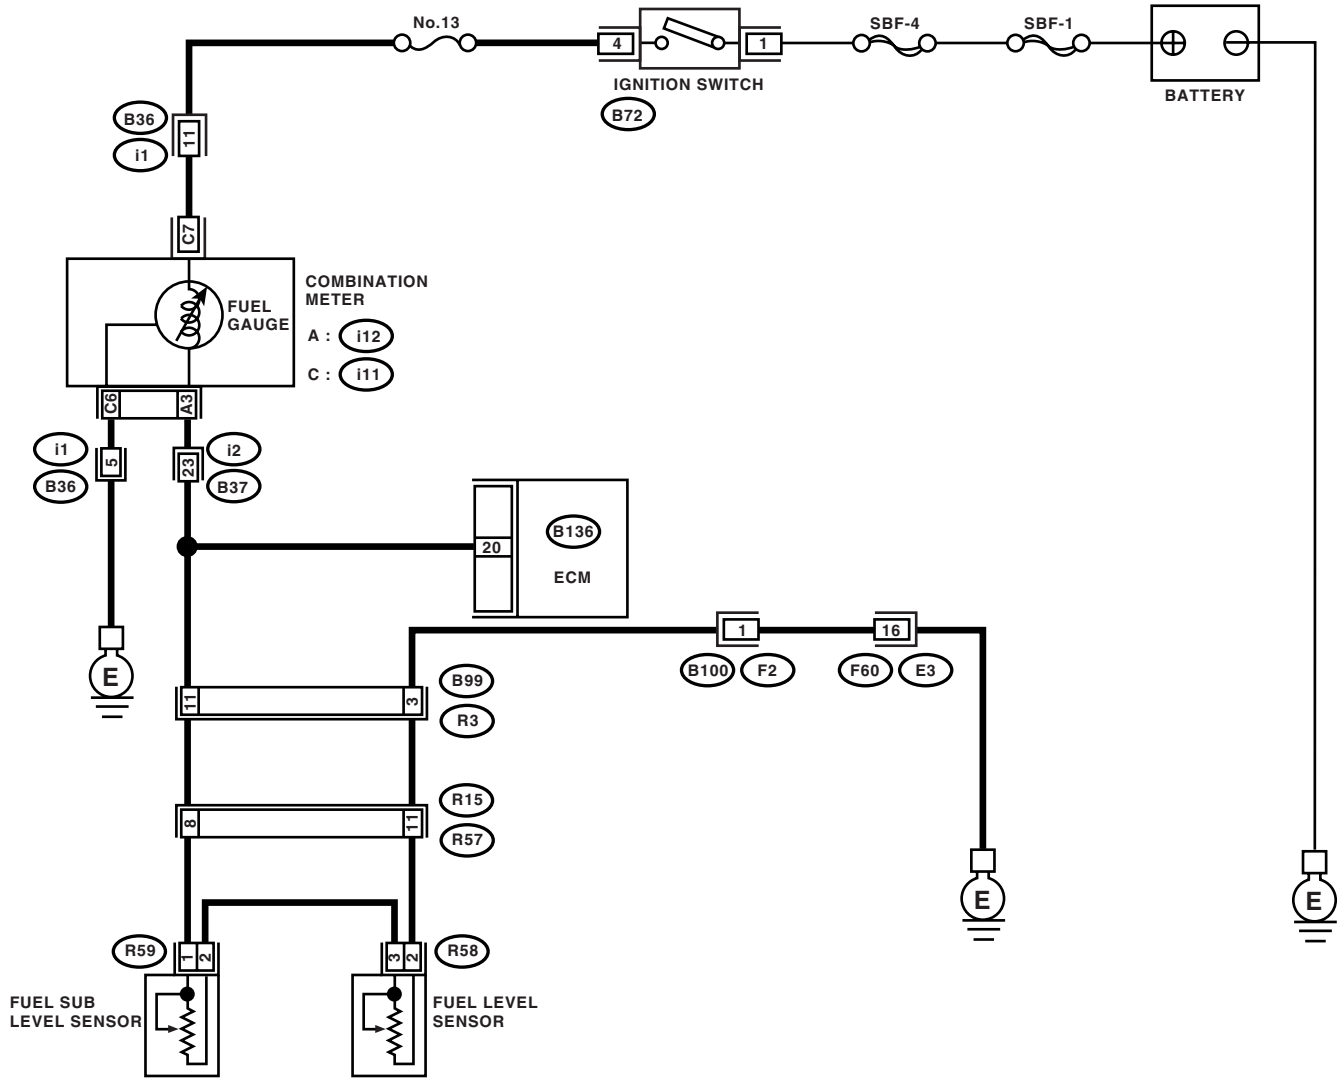 No.13
SBF-4
SBF-1
4
1
IGNITION SWITCH
B72
BATTERY
B36
i1
11
C7
FUEL
GAUGE
COMBINATION
METER
A : i12
C : i11
C6
A3
i1
B36
5
23
i2
B37
20
B136
ECM
E
1
B100
F2
16
F60
E3
11
3
B99
R3
8
11
R15
R57
E
E
R59
1
2
3
2
R58
FUEL SUB
LEVEL SENSOR
FUEL LEVEL
SENSOR